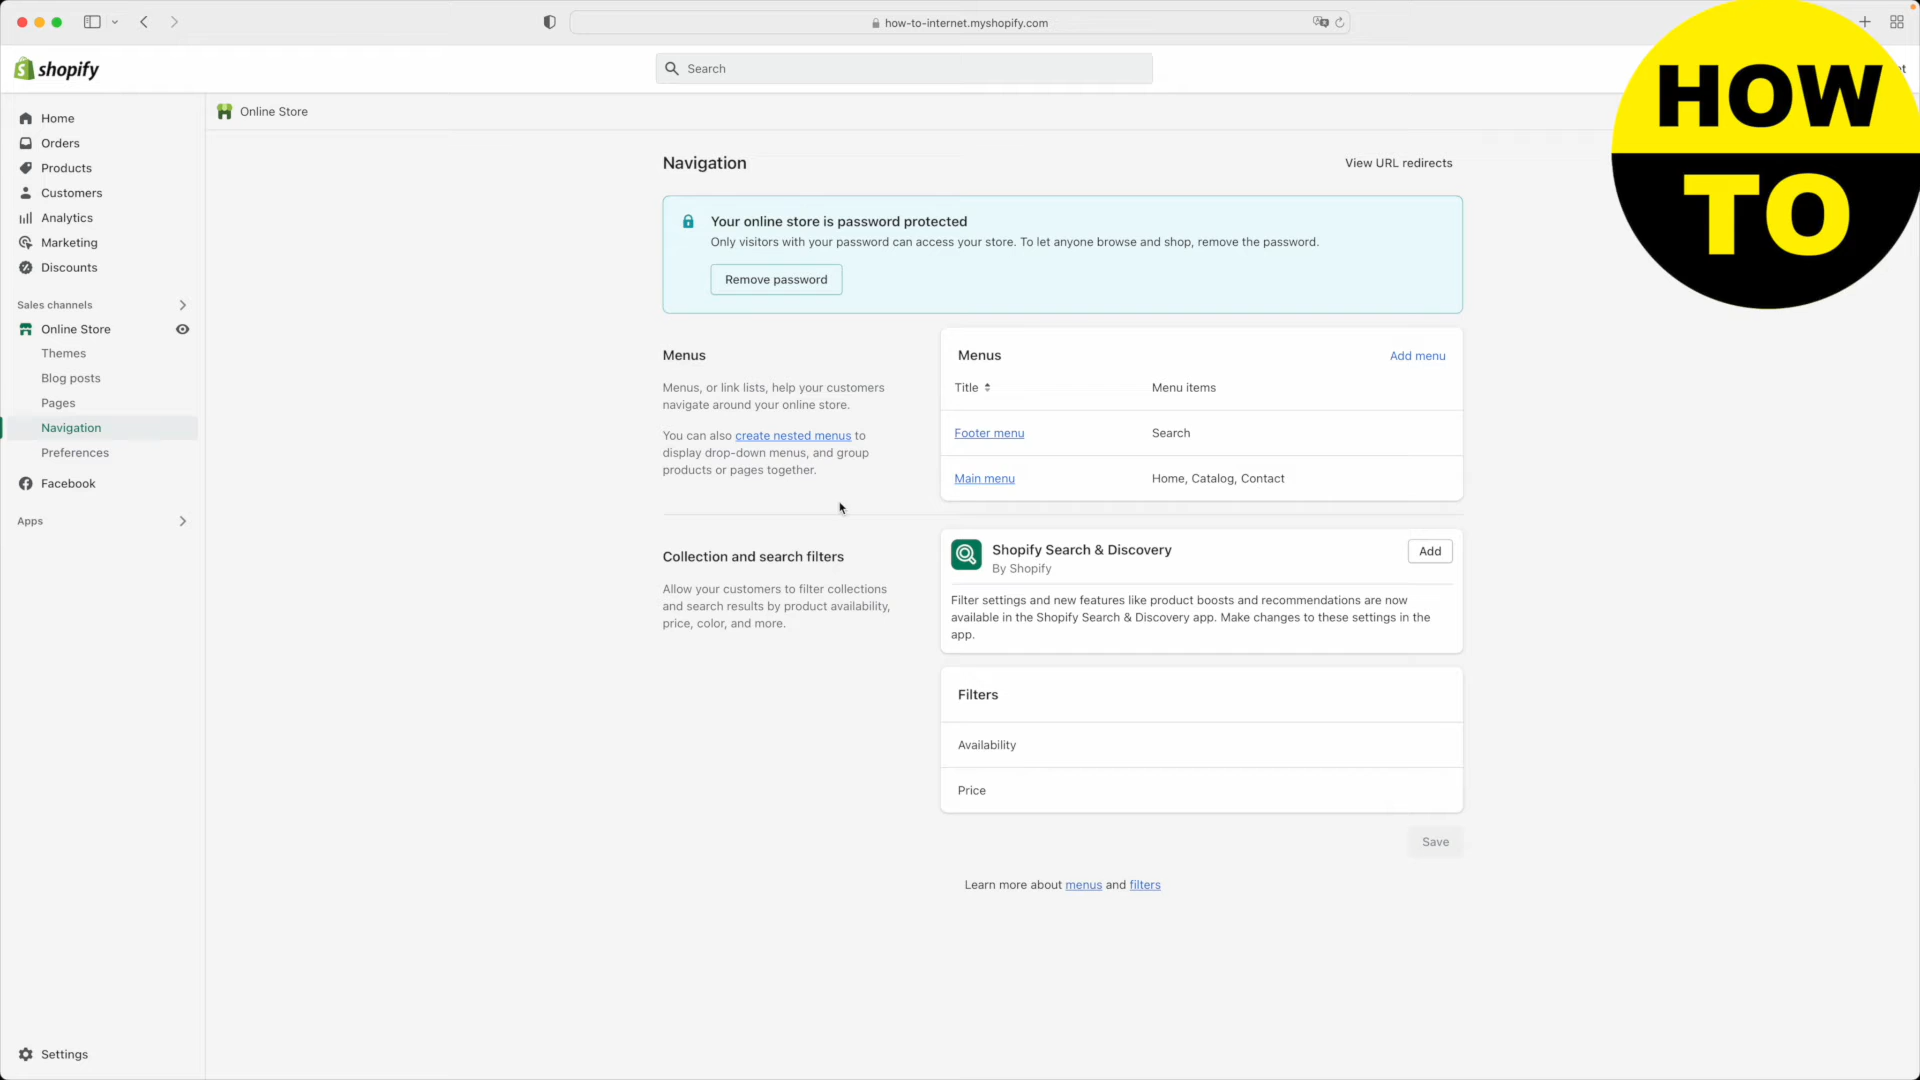 how-to-internet.myshopify.com
shopify
Search
HOW
TO
Home
Orders
Products
Customers
Analytics
Marketing
Discounts
Sales channels
Online Store
Themes
Blog posts
Pages
Navigation
Preferences
Facebook
Apps
Settings
Online Store
Navigation
View URL redirects
Your online store is password protected
Only visitors with your password can access your store. To let anyone browse and shop, remove the password.
Remove password
Menus
Menus, or link lists, help your customers
navigate around your online store.
You can also create nested menus to
display drop-down menus, and group
products or pages together.
Menus
Add menu
Title
Menu items
Footer menu
Search
Main menu
Home, Catalog, Contact
Collection and search filters
Allow your customers to filter collections
and search results by product availability,
price, color, and more.
Shopify Search & Discovery
By Shopify
Add
Filter settings and new features like product boosts and recommendations are now
available in the Shopify Search & Discovery app. Make changes to these settings in the
app.
Filters
Availability
Price
Save
Learn more about menus and filters